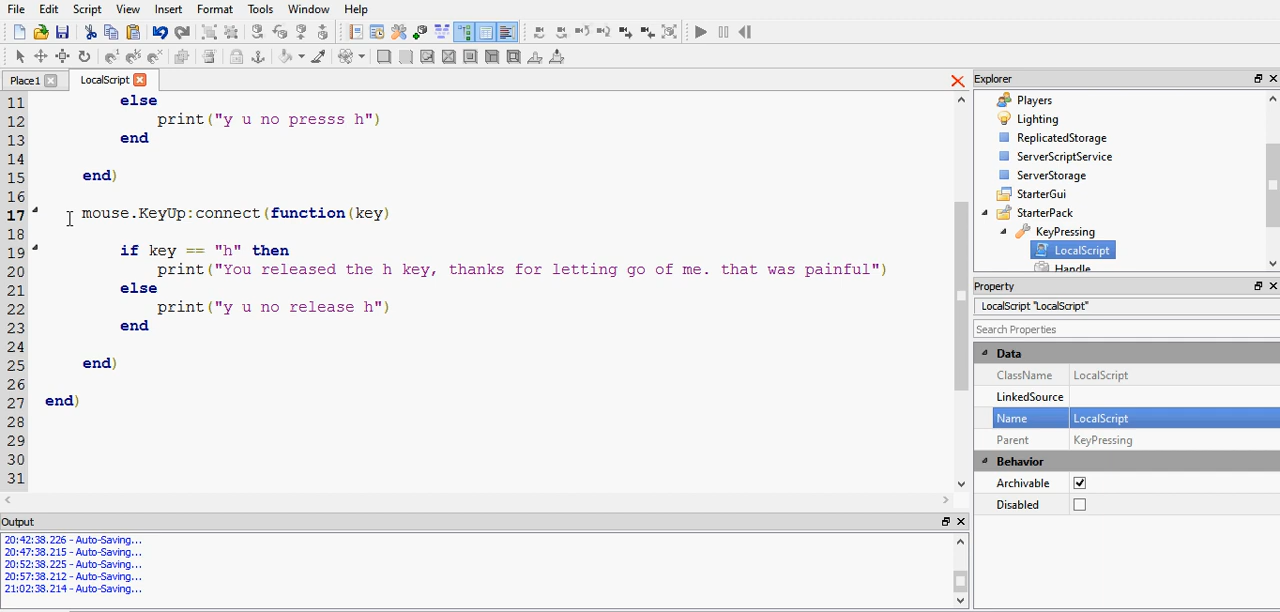 File Edit Script View Insert Format Tools Window Help
Place1 LocalScript Explorer
11 else
12 print("y u no presss h")
13 end
14
15 end)
16
17 mouse.KeyUp:connect(function(key)
18
19 if key == "h" then
20 print("You released the h key, thanks for letting go of me. that was painful")
21 else
22 print("y u no release h")
23 end
24
25 end)
26
27 end)
28
29
30
31
Players
Lighting
ReplicatedStorage
ServerScriptService
ServerStorage
StarterGui
StarterPack
KeyPressing
LocalScript
Handle
Property
LocalScript "LocalScript"
Search Properties
Data
ClassName LocalScript
LinkedSource
Name LocalScript
Parent KeyPressing
Behavior
Archivable
Disabled
Output
20:42:38.226 - Auto-Saving...
20:47:38.215 - Auto-Saving...
20:52:38.225 - Auto-Saving...
20:57:38.212 - Auto-Saving...
21:02:38.214 - Auto-Saving...